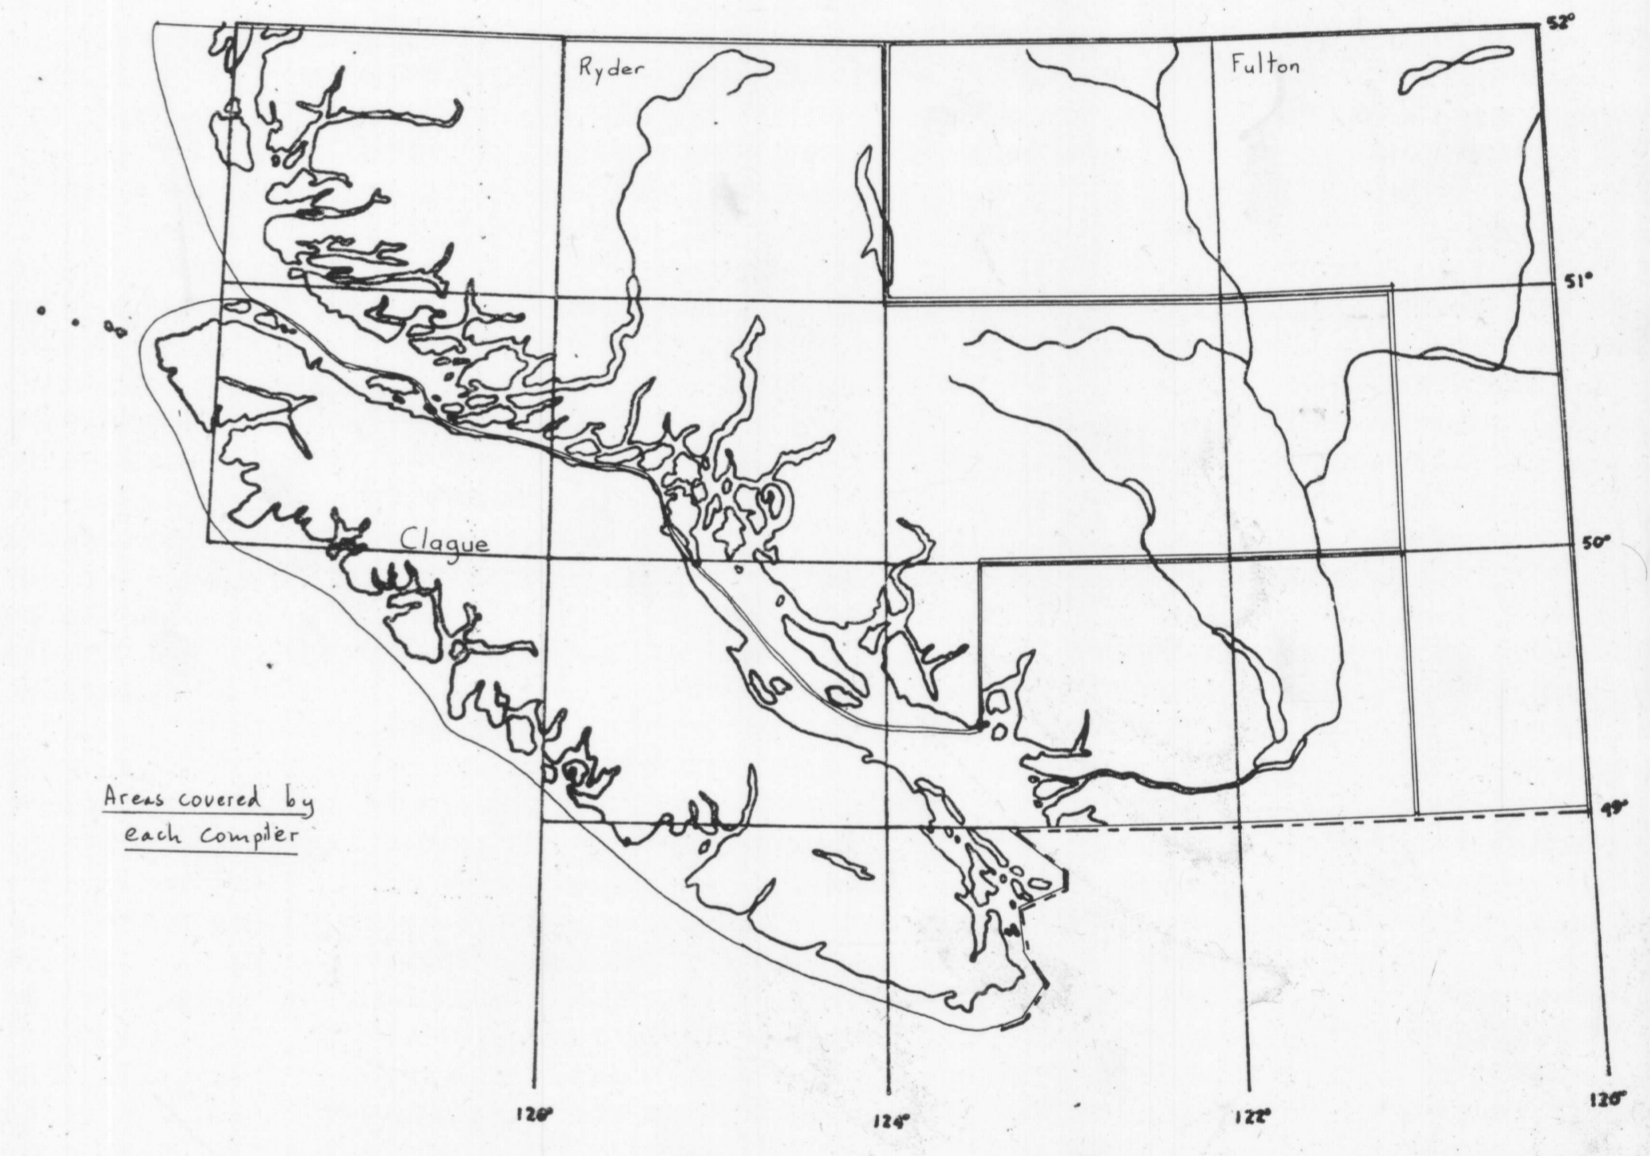 52°
Ryder
Fulton
51°
Clague
50°
Areas covered by
each compiler
49°
126°
124°
122°
120°